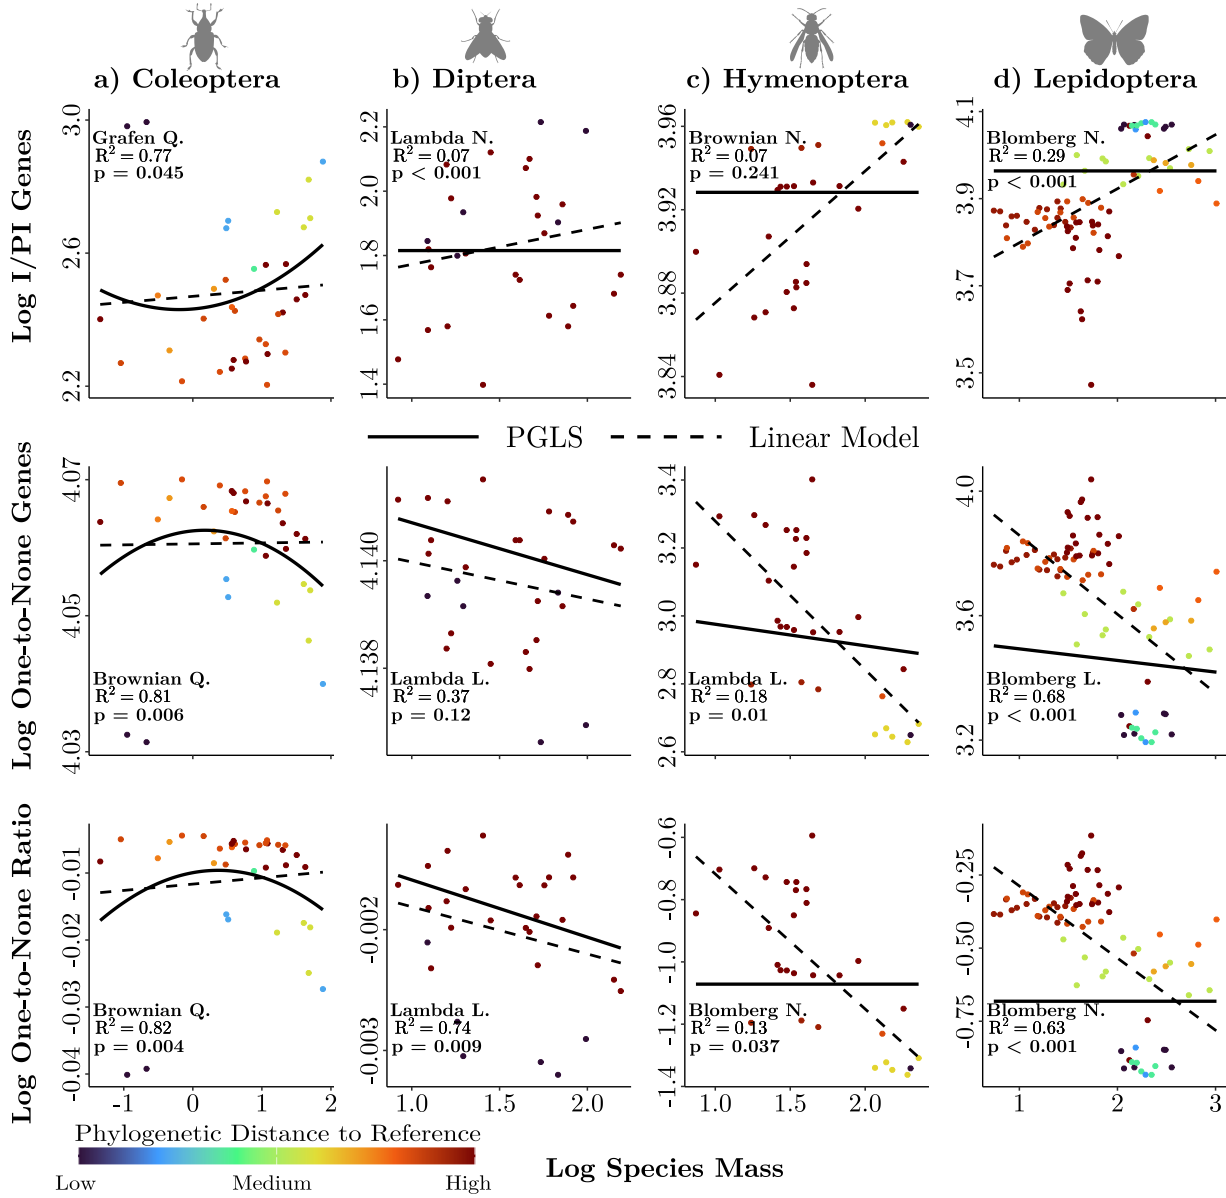 a) Coleoptera
b) Diptera
c) Hymenoptera
d) Lepidoptera
Log I/PI Genes
3.0
2.6
2.2
Grafen Q.
R² = 0.77
p = 0.045
2.2
2.0
1.8
1.6
1.4
Lambda N.
R² = 0.07
p < 0.001
3.96
3.92
3.88
3.84
Brownian N.
R² = 0.07
p = 0.241
4.1
3.9
3.7
3.5
Blomberg N.
R² = 0.29
p < 0.001
PGLS
Linear Model
Log One-to-None Genes
4.07
4.05
4.03
Brownian Q.
R² = 0.81
p = 0.006
4.140
4.138
Lambda L.
R² = 0.37
p = 0.12
3.4
3.2
3.0
2.8
2.6
Lambda L.
R² = 0.18
p = 0.01
4.0
3.6
3.2
Blomberg L.
R² = 0.68
p < 0.001
Log One-to-None Ratio
-0.01
-0.02
-0.03
-0.04
Brownian Q.
R² = 0.82
p = 0.004
-0.002
-0.003
Lambda L.
R² = 0.74
p = 0.009
-0.6
-0.8
-1.0
-1.2
-1.4
Blomberg N.
R² = 0.13
p = 0.037
-0.25
-0.50
-0.75
Blomberg N.
R² = 0.63
p < 0.001
-1 0 1 2
1.0 1.5 2.0
1.0 1.5 2.0
1 2 3
Phylogenetic Distance to Reference
Low Medium High
Log Species Mass